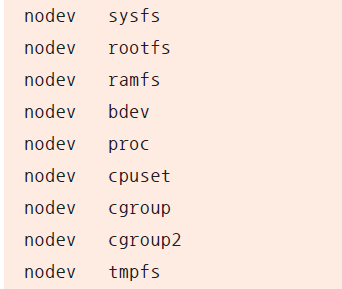 nodev   sysfs
nodev   rootfs
nodev   ramfs
nodev   bdev
nodev   proc
nodev   cpuset
nodev   cgroup
nodev   cgroup2
nodev   tmpfs